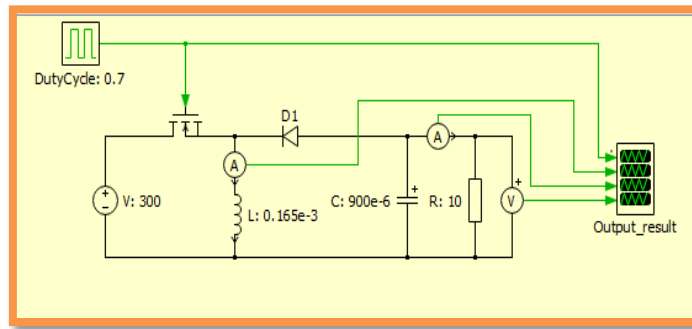 DutyCycle: 0.7
D1
A
A
V: 300
L: 0.165e-3
C: 900e-6
R: 10
V
Output_result